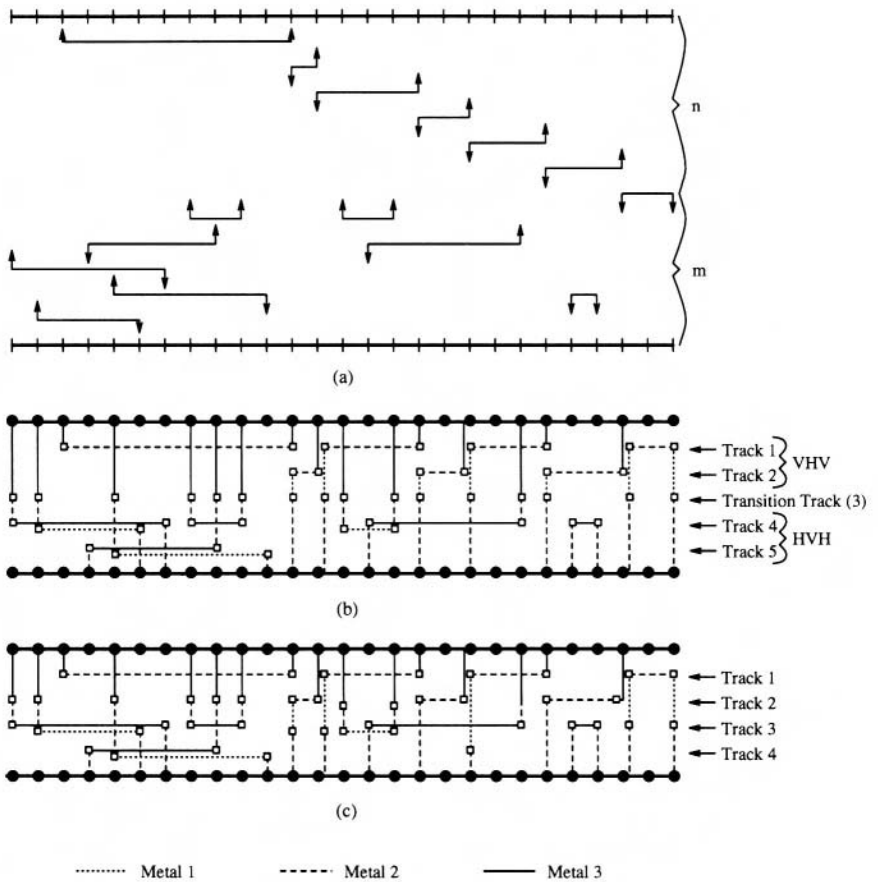 n
m
(a)
Track 1
Track 2
VHV
Transition Track (3)
Track 4
Track 5
HVH
(b)
Track 1
Track 2
Track 3
Track 4
(c)
Metal 1
Metal 2
Metal 3